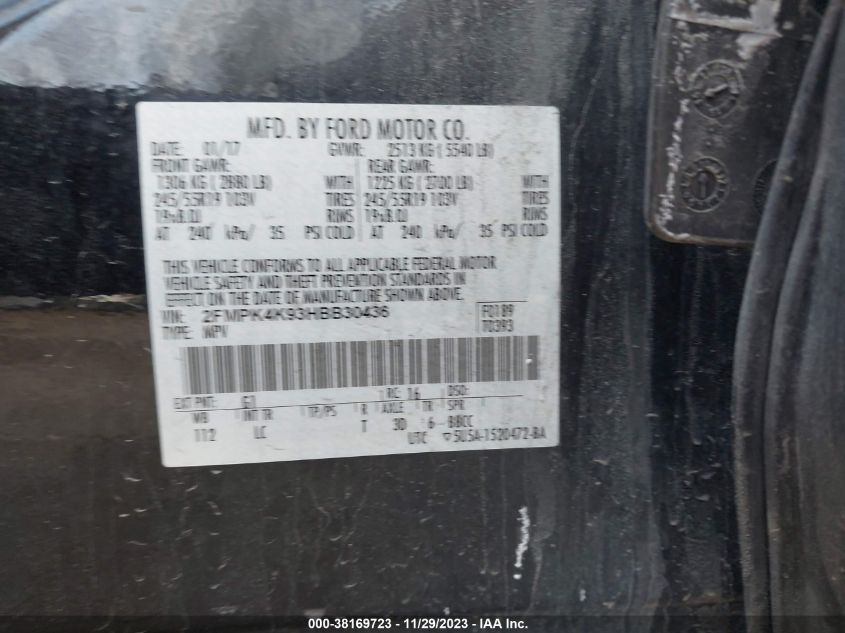 MFD. BY FORD MOTOR CO.
DATE: 01/17 GVWR: 2513 KG ( 5540 LB)
FRONT GAWR: REAR GAWR:
1306 KG ( 2880 LB) WITH 1225 KG ( 2700 LB) WITH
245/55R19 103V TIRES 245/55R19 103V TIRES
19x8.0J RIMS 19x8.0J RIMS
AT 240 kPa/ 35 PSI COLD AT 240 kPa/ 35 PSI COLD
THIS VEHICLE CONFORMS TO ALL APPLICABLE FEDERAL MOTOR
VEHICLE SAFETY AND THEFT PREVENTION STANDARDS IN
EFFECT ON THE DATE OF MANUFACTURE SHOWN ABOVE.
VIN: 2FMPK4K93HBB30436 F0189
TYPE: MPV 70393
EXT PNT: G1 RC: 16 DSO:
WB INT TR TP/PS R AXLE TR SPR
112 LC T 3D 6 BBCC
UTC ▽5U5A-1520472-BA
000-38169723 - 11/29/2023 - IAA Inc.